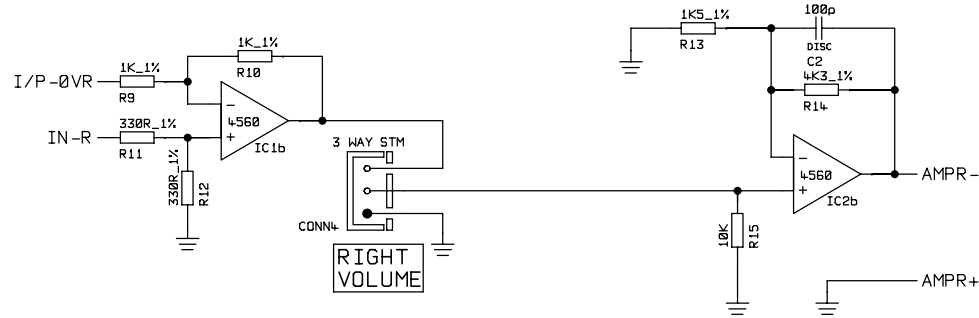 100p
1K5_1%
R13
DISC
C2
4K3_1%
R14
1K_1%
R10
I/P-0VR
1K_1%
R9
-
4560
+
IC1b
330R_1%
IN-R
R11
330R_1%
R12
3 WAY STM
CONN4
RIGHT
VOLUME
-
4560
+
IC2b
AMPR-
10K
R15
AMPR+